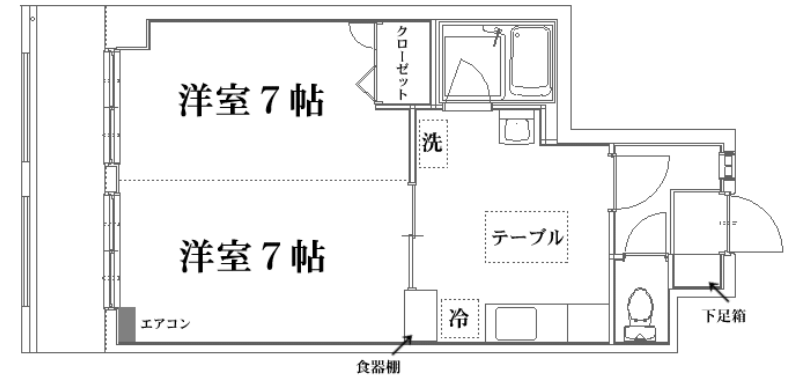 クローゼット
洋室７帖
洗
テーブル
洋室７帖
冷
エアコン
下足箱
食器棚